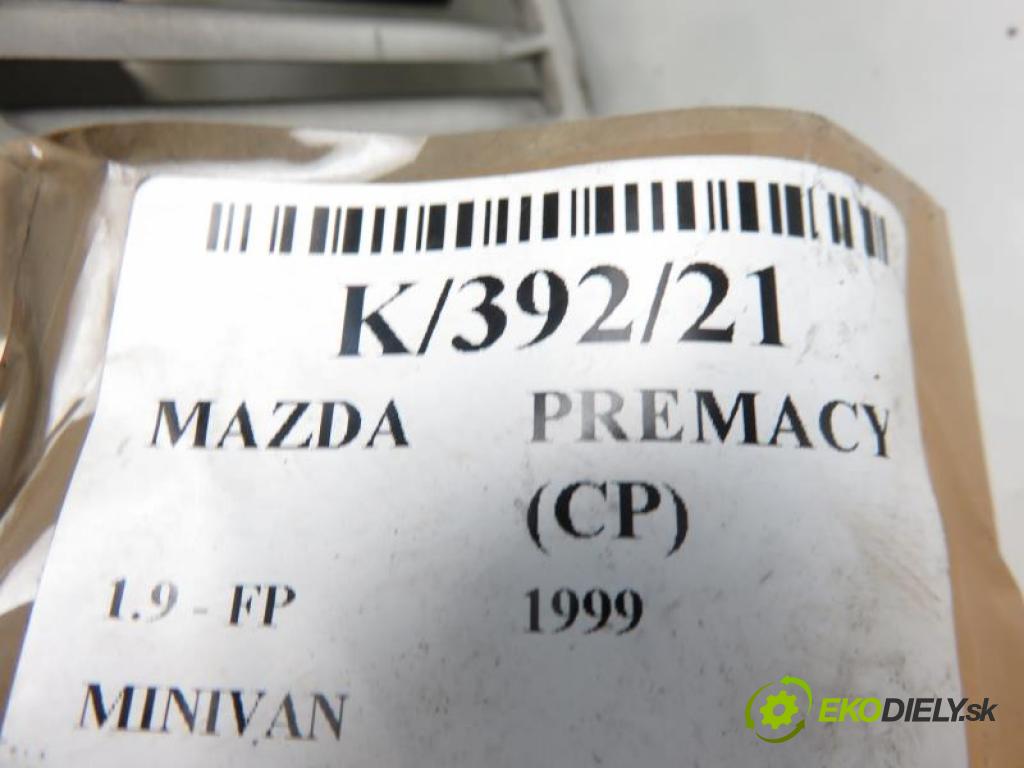 K/392/21
MAZDA PREMACY
(CP)
1.9 - FP 1999
MINIVAN
EKODIELY.sk